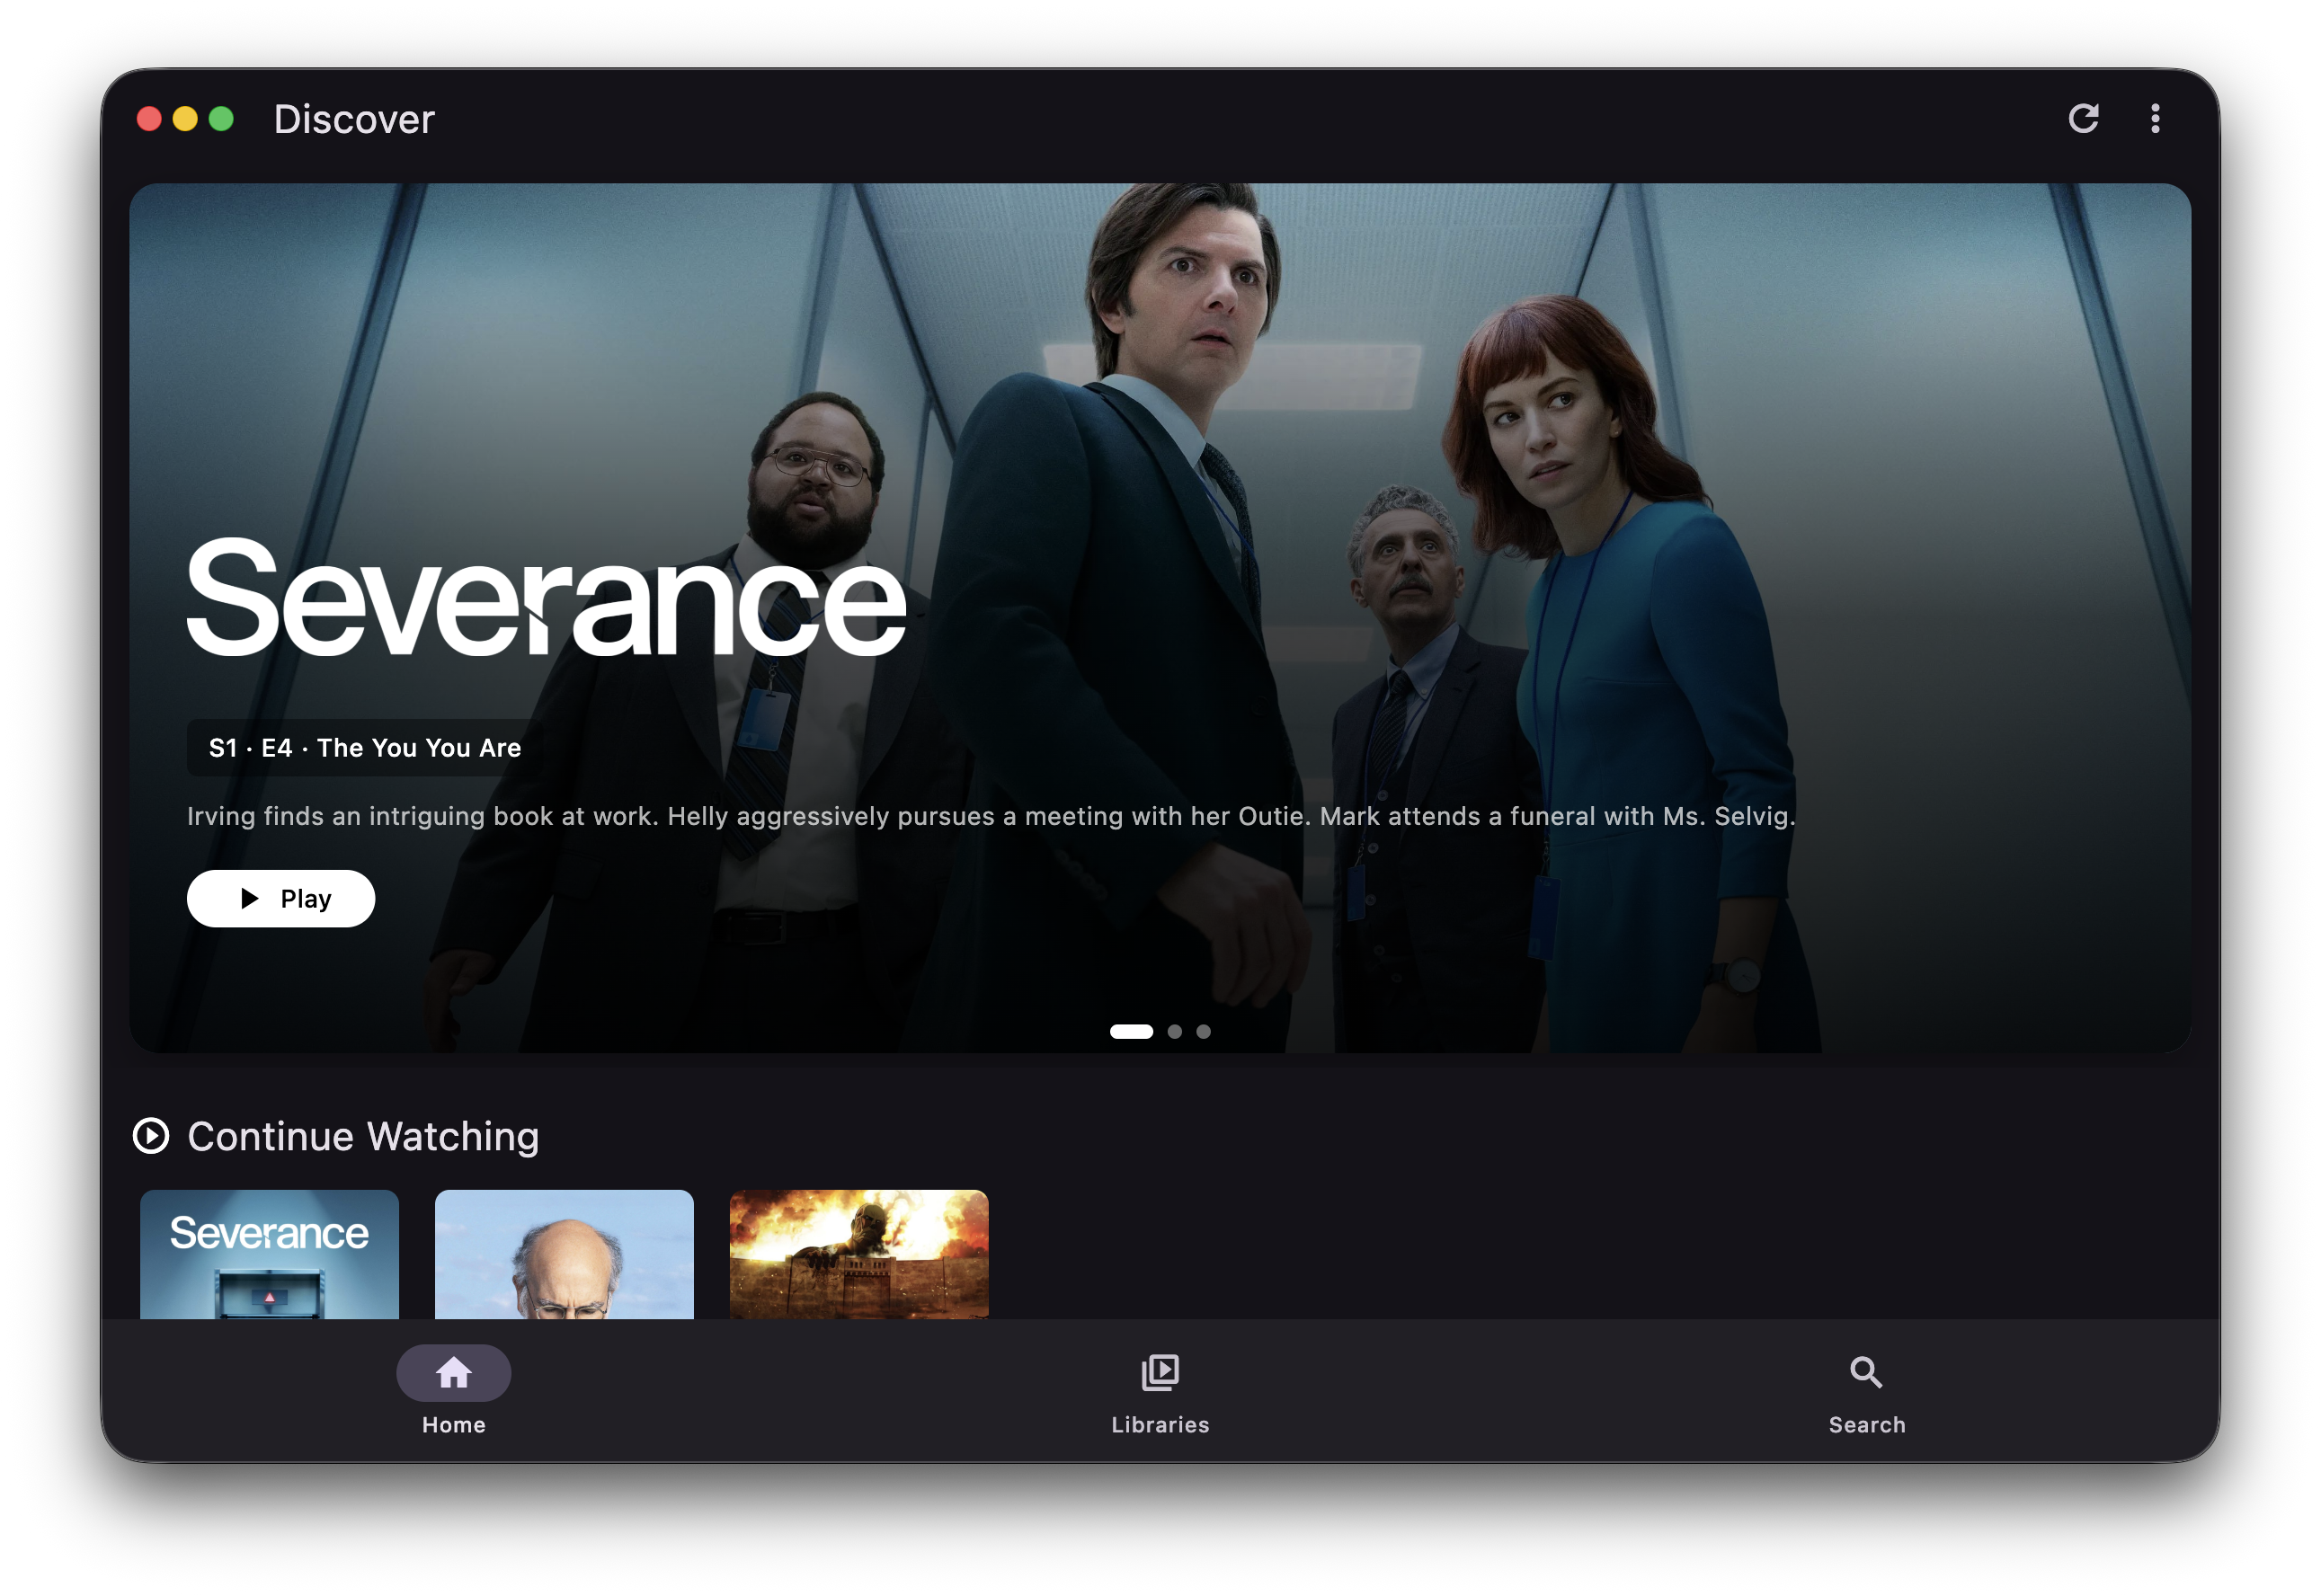 Discover
Severance
S1 · E4 · The You You Are
Irving finds an intriguing book at work. Helly aggressively pursues a meeting with her Outie. Mark attends a funeral with Ms. Selvig.
Play
Continue Watching
Severance
Home
Libraries
Search